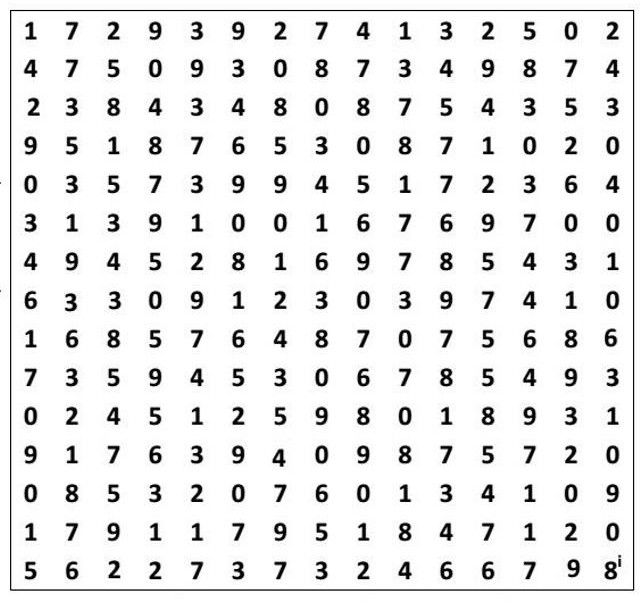 1 7 2 9 3 9 2 7 4 1 3 2 5 0 2
4 7 5 0 9 3 0 8 7 3 4 9 8 7 4
2 3 8 4 3 4 8 0 8 7 5 4 3 5 3
9 5 1 8 7 6 5 3 0 8 7 1 0 2 0
0 3 5 7 3 9 9 4 5 1 7 2 3 6 4
3 1 3 9 1 0 0 1 6 7 6 9 7 0 0
4 9 4 5 2 8 1 6 9 7 8 5 4 3 1
6 3 3 0 9 1 2 3 0 3 9 7 4 1 0
1 6 8 5 7 6 4 8 7 0 7 5 6 8 6
7 3 5 9 4 5 3 0 6 7 8 5 4 9 3
0 2 4 5 1 2 5 9 8 0 1 8 9 3 1
9 1 7 6 3 9 4 0 9 8 7 5 7 2 0
0 8 5 3 2 0 7 6 0 1 3 4 1 0 9
1 7 9 1 1 7 9 5 1 8 4 7 1 2 0
5 6 2 2 7 3 7 3 2 4 6 6 7 9 8i